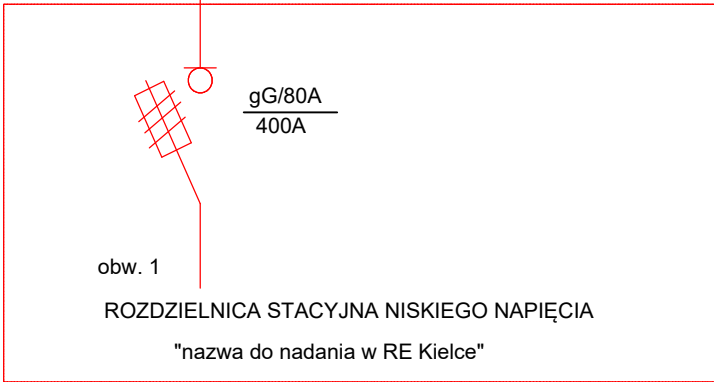 gG/80A
400A
obw. 1
ROZDZIELNICA STACYJNA NISKIEGO NAPIĘCIA
"nazwa do nadania w RE Kielce"